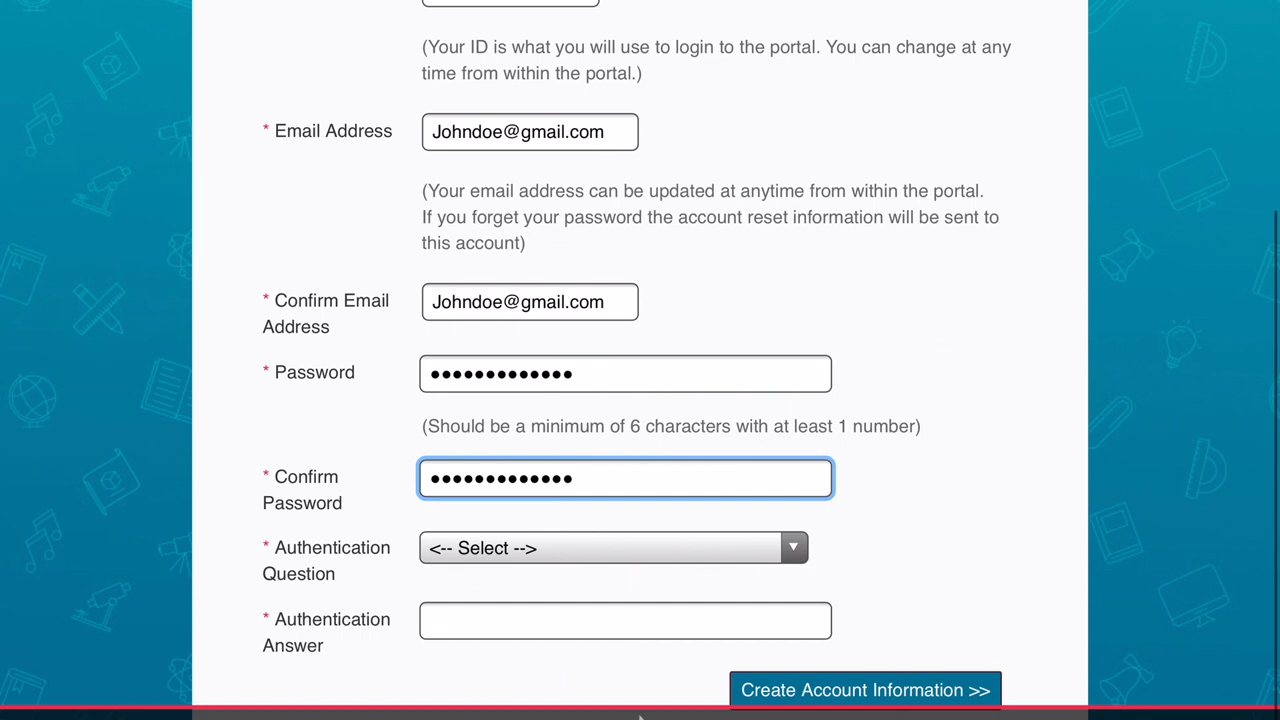 (Your ID is what you will use to login to the portal. You can change at any
time from within the portal.)
* Email Address
Johndoe@gmail.com
(Your email address can be updated at anytime from within the portal.
If you forget your password the account reset information will be sent to
this account)
* Confirm Email
Address
Johndoe@gmail.com
* Password
•••••••••••••
(Should be a minimum of 6 characters with at least 1 number)
* Confirm
Password
•••••••••••••
* Authentication
Question
<-- Select -->
* Authentication
Answer
Create Account Information >>